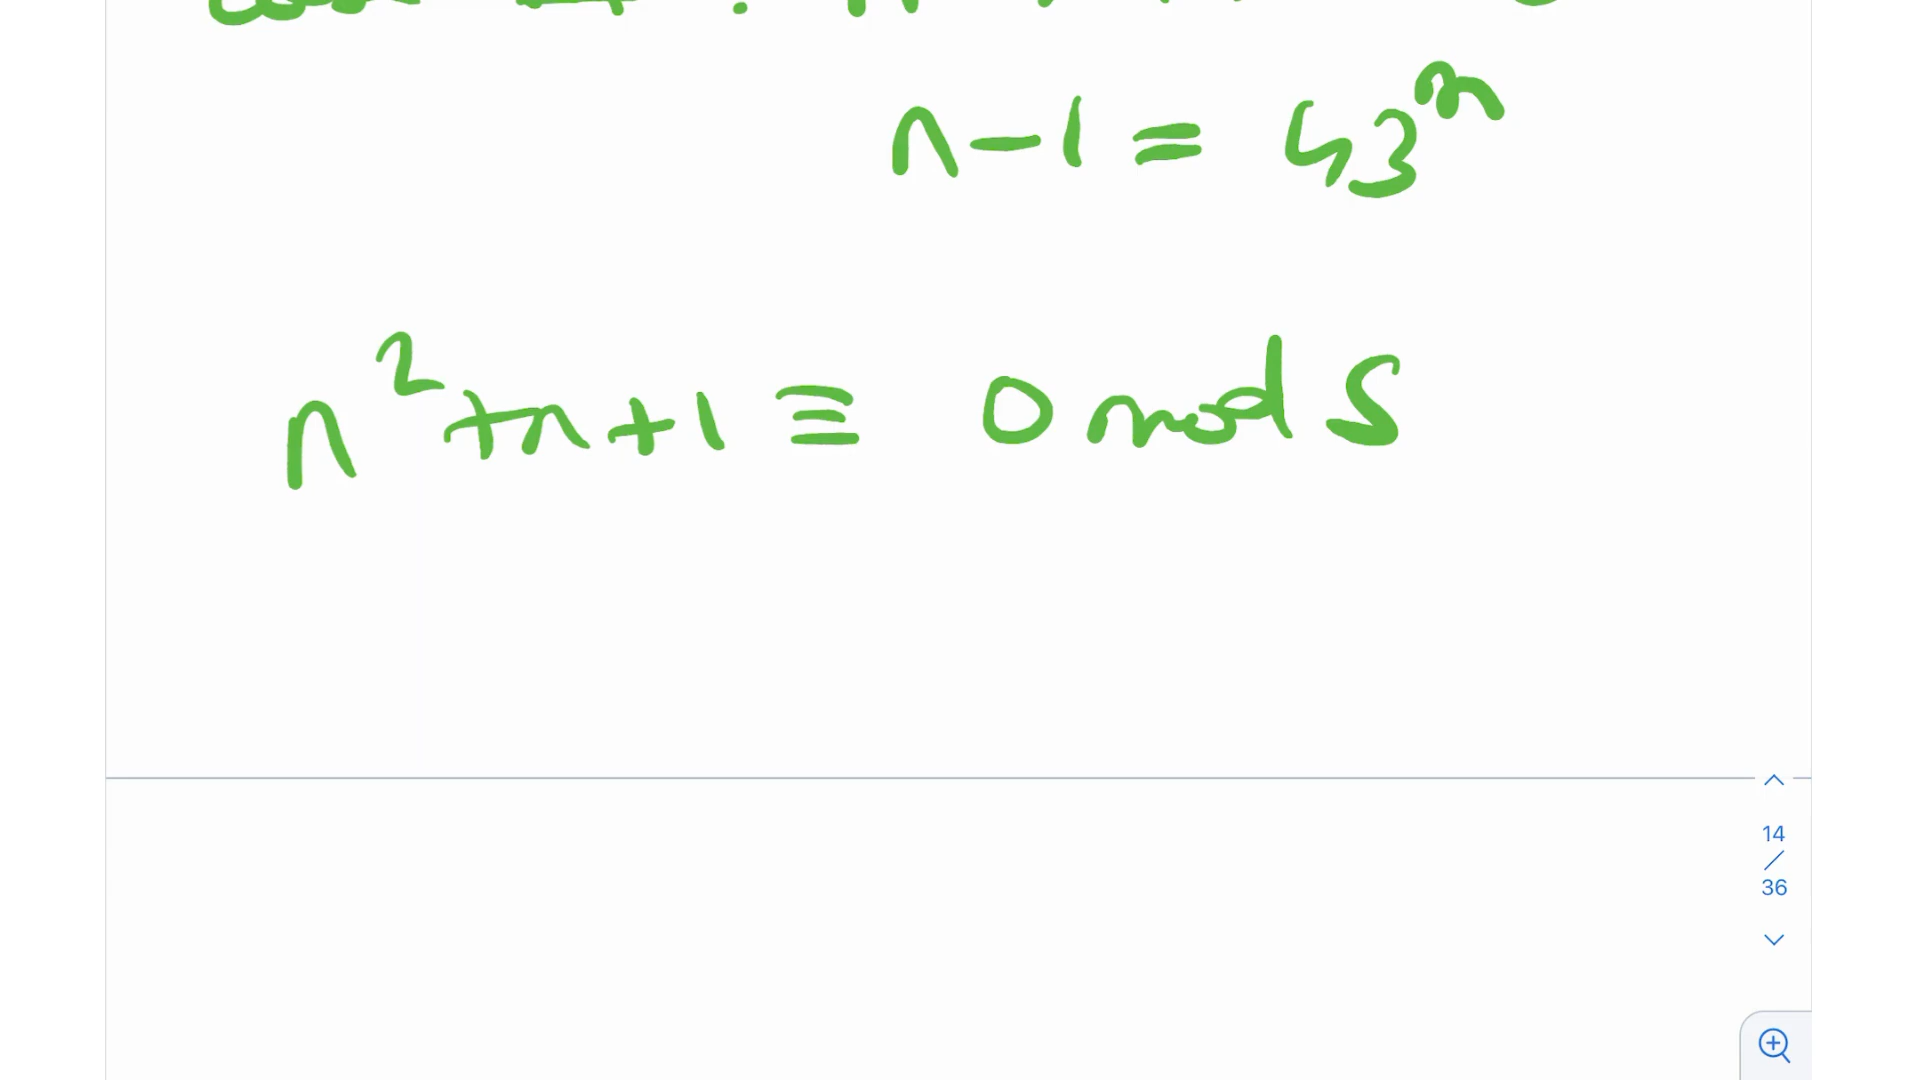 n-1 = 43^n
n^2+n+1 ≡ 0 mod 5
14
/
36